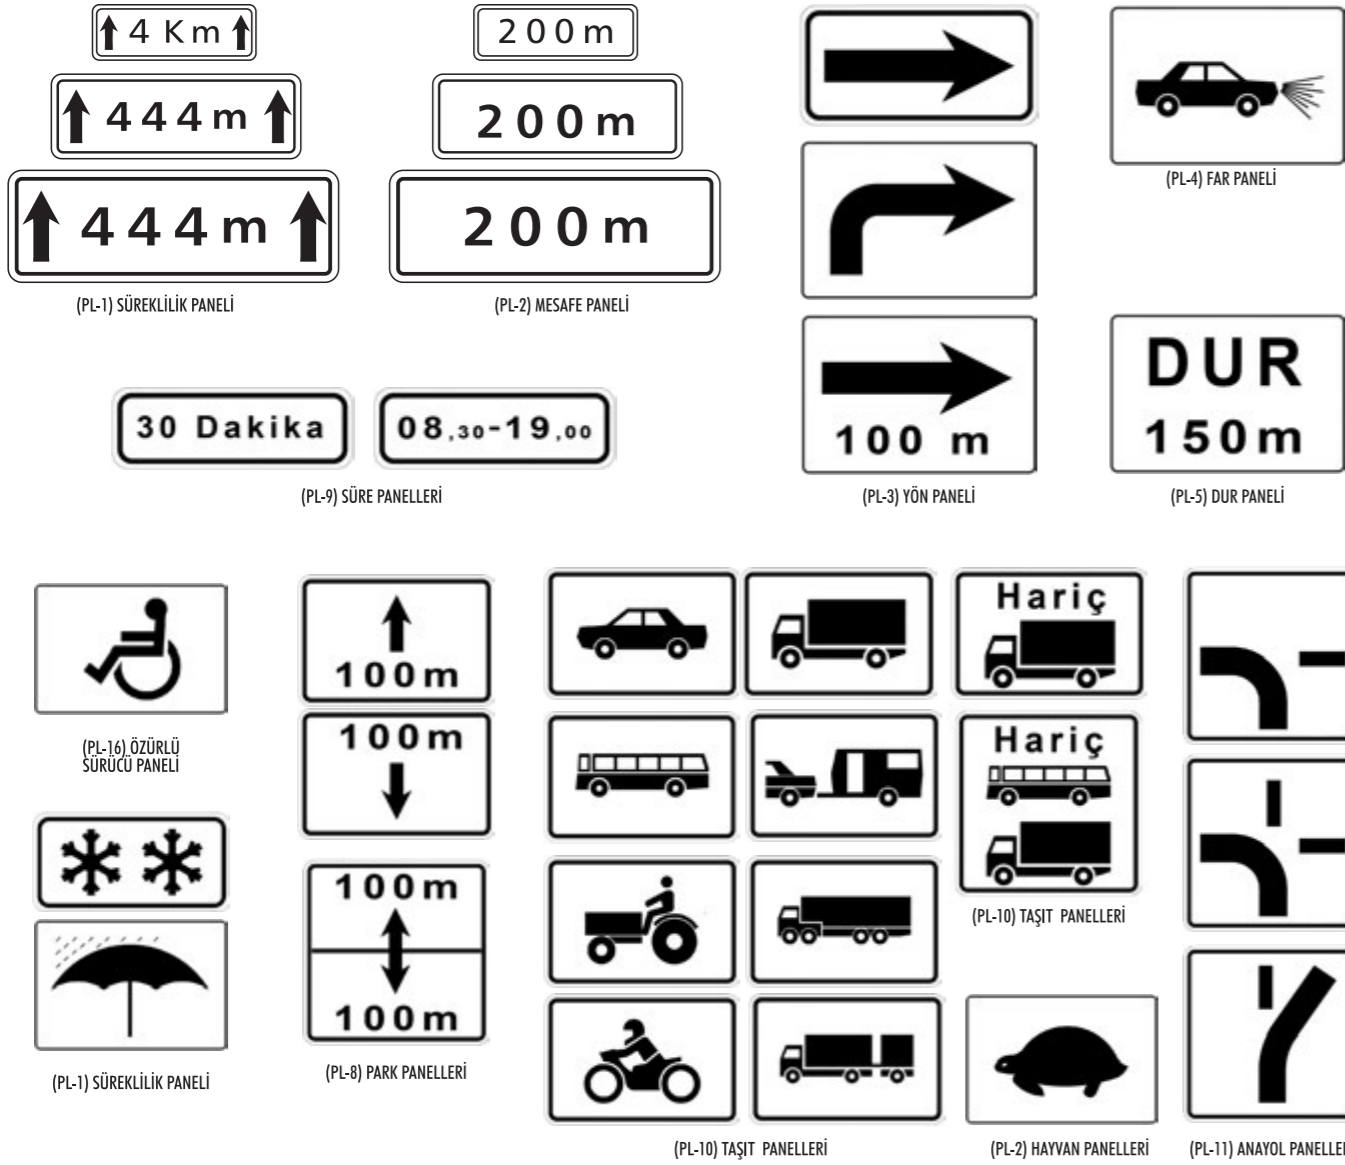 4 Km
444m
444m
(PL-1) SÜREKLİLİK PANELİ
200m
200m
200m
(PL-2) MESAFE PANELİ
100 m
(PL-3) YÖN PANELİ
(PL-4) FAR PANELİ
DUR
150m
(PL-5) DUR PANELİ
30 Dakika
08,30-19,00
(PL-9) SÜRE PANELLERİ
(PL-16) ÖZÜRLÜ
SÜRÜCÜ PANELİ
(PL-1) SÜREKLİLİK PANELİ
100m
100m
100m
100m
(PL-8) PARK PANELLERİ
(PL-10) TAŞIT PANELLERİ
Hariç
Hariç
(PL-10) TAŞIT PANELLERİ
(PL-2) HAYVAN PANELLERİ
(PL-11) ANAYOL